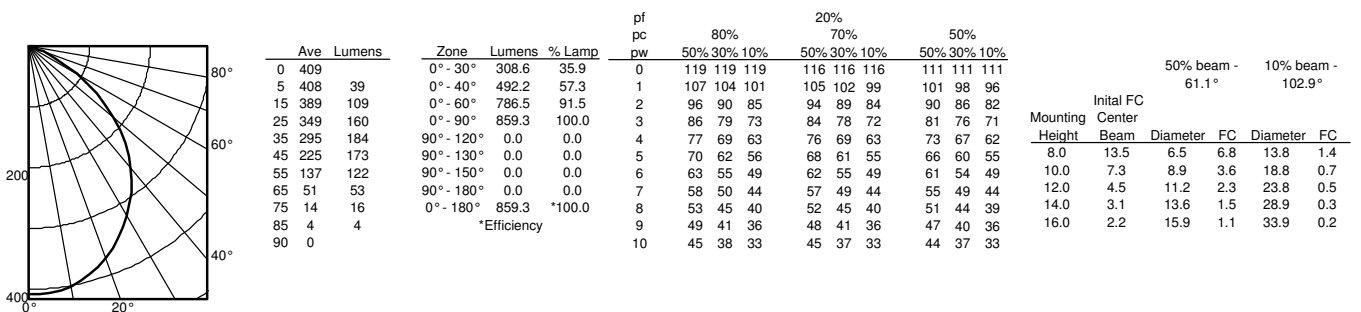 80°
60°
200
40°
400
0° 20°
Ave Lumens
0 409
5 408 39
15 389 109
25 349 160
35 295 184
45 225 173
55 137 122
65 51 53
75 14 16
85 4 4
90 0
Zone Lumens % Lamp
0° - 30° 308.6 35.9
0° - 40° 492.2 57.3
0° - 60° 786.5 91.5
0° - 90° 859.3 100.0
90° - 120° 0.0 0.0
90° - 130° 0.0 0.0
90° - 150° 0.0 0.0
90° - 180° 0.0 0.0
0° - 180° 859.3 *100.0
*Efficiency
pf 20%
pc 80% 70% 50%
pw 50% 30% 10% 50% 30% 10% 50% 30% 10%
0 119 119 119 116 116 116 111 111 111
1 107 104 101 105 102 99 101 98 96
2 96 90 85 94 89 84 90 86 82
3 86 79 73 84 78 72 81 76 71
4 77 69 63 76 69 63 73 67 62
5 70 62 56 68 61 55 66 60 55
6 63 55 49 62 55 49 61 54 49
7 58 50 44 57 49 44 55 49 44
8 53 45 40 52 45 40 51 44 39
9 49 41 36 48 41 36 47 40 36
10 45 38 33 45 37 33 44 37 33
50% beam - 10% beam -
61.1° 102.9°
Inital FC
Mounting Center
Height Beam Diameter FC Diameter FC
8.0 13.5 6.5 6.8 13.8 1.4
10.0 7.3 8.9 3.6 18.8 0.7
12.0 4.5 11.2 2.3 23.8 0.5
14.0 3.1 13.6 1.5 28.9 0.3
16.0 2.2 15.9 1.1 33.9 0.2